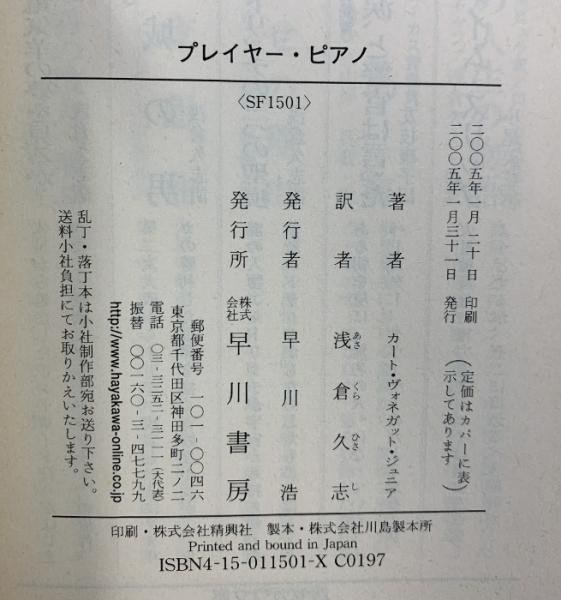 プレイヤー・ピアノ
〈SF1501〉
二〇〇五年一月二十日 印刷
二〇〇五年一月三十一日 発行
（定価はカバーに表示してあります）
著者 カート・ヴォネガット・ジュニア
訳者 浅倉久志
あさ くら ひさ し
発行者 早川 浩
発行所 株式会社 早川書房
郵便番号 一〇一-〇〇四六
東京都千代田区神田多町二ノ二
電話 〇三-三二五二-三一一一（大代表）
振替 〇〇一六〇-三-四七七九九
http://www.hayakawa-online.co.jp
乱丁・落丁本は小社制作部宛お送り下さい。
送料小社負担にてお取りかえいたします。
印刷・株式会社精興社 製本・株式会社川島製本所
Printed and bound in Japan
ISBN4-15-011501-X C0197